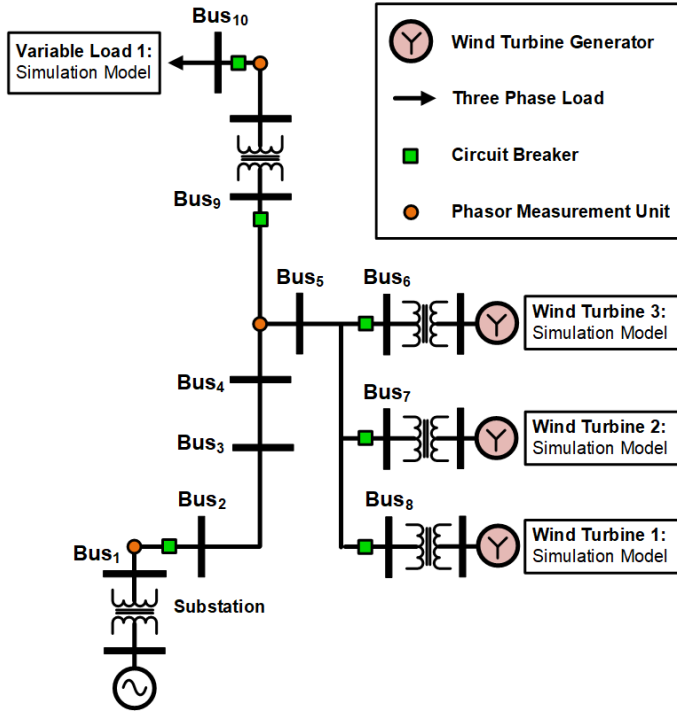 Bus₁₀
Variable Load 1:
Simulation Model
Wind Turbine Generator
Three Phase Load
Circuit Breaker
Phasor Measurement Unit
Bus₉
Bus₅
Bus₆
Wind Turbine 3:
Simulation Model
Bus₄
Bus₇
Wind Turbine 2:
Simulation Model
Bus₃
Bus₂
Bus₈
Wind Turbine 1:
Simulation Model
Bus₁
Substation